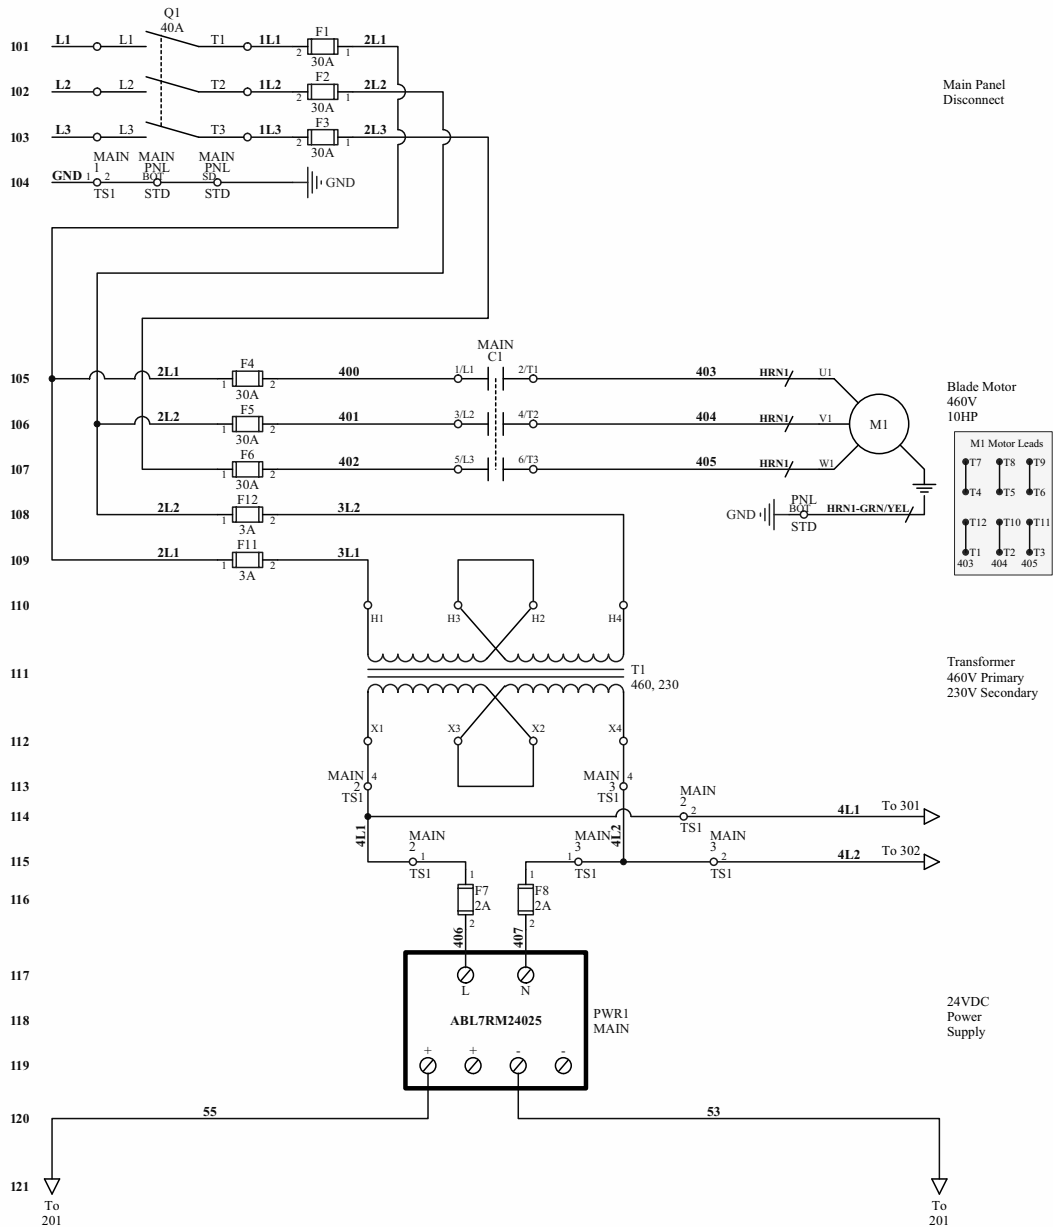 Q1
40A
101 L1 L1 T1 1L1 2 F1 30A 1 2L1
102 L2 L2 T2 1L2 2 F2 30A 1 2L2
Main Panel
Disconnect
103 L3 L3 T3 1L3 2 F3 30A 1 2L3
MAIN MAIN MAIN
1 PNL PNL
104 GND 1 2 BOT SD GND
TS1 STD STD
MAIN
C1
105 2L1 1 F4 30A 2 400 1/L1 2/T1 403 HRN1 U1
Blade Motor
460V
10HP
106 2L2 1 F5 30A 2 401 3/L2 4/T2 404 HRN1 V1 M1
107 1 F6 30A 2 402 5/L3 6/T3 405 HRN1 W1
M1 Motor Leads
T7 T8 T9
T4 T5 T6
T12 T10 T11
T1 T2 T3
403 404 405
108 2L2 1 F12 3A 2 3L2
GND PNL BOT STD HRN1-GRN/YEL
109 2L1 1 F11 3A 2 3L1
110 H1 H3 H2 H4
111 T1
460, 230
Transformer
460V Primary
230V Secondary
112 X1 X3 X2 X4
113 MAIN 4 2 TS1 MAIN 4 3 TS1
114 MAIN 2 2 TS1 4L1 To 301
4L1 4L2
115 MAIN 2 1 TS1 MAIN 3 1 TS1 MAIN 3 2 TS1 4L2 To 302
116 1 F7 2A 2 1 F8 2A 2
406 407
117 L N
24VDC
Power
Supply
118 ABL7RM24025 PWR1
MAIN
119 + + - -
120 55 53
121
To To
201 201